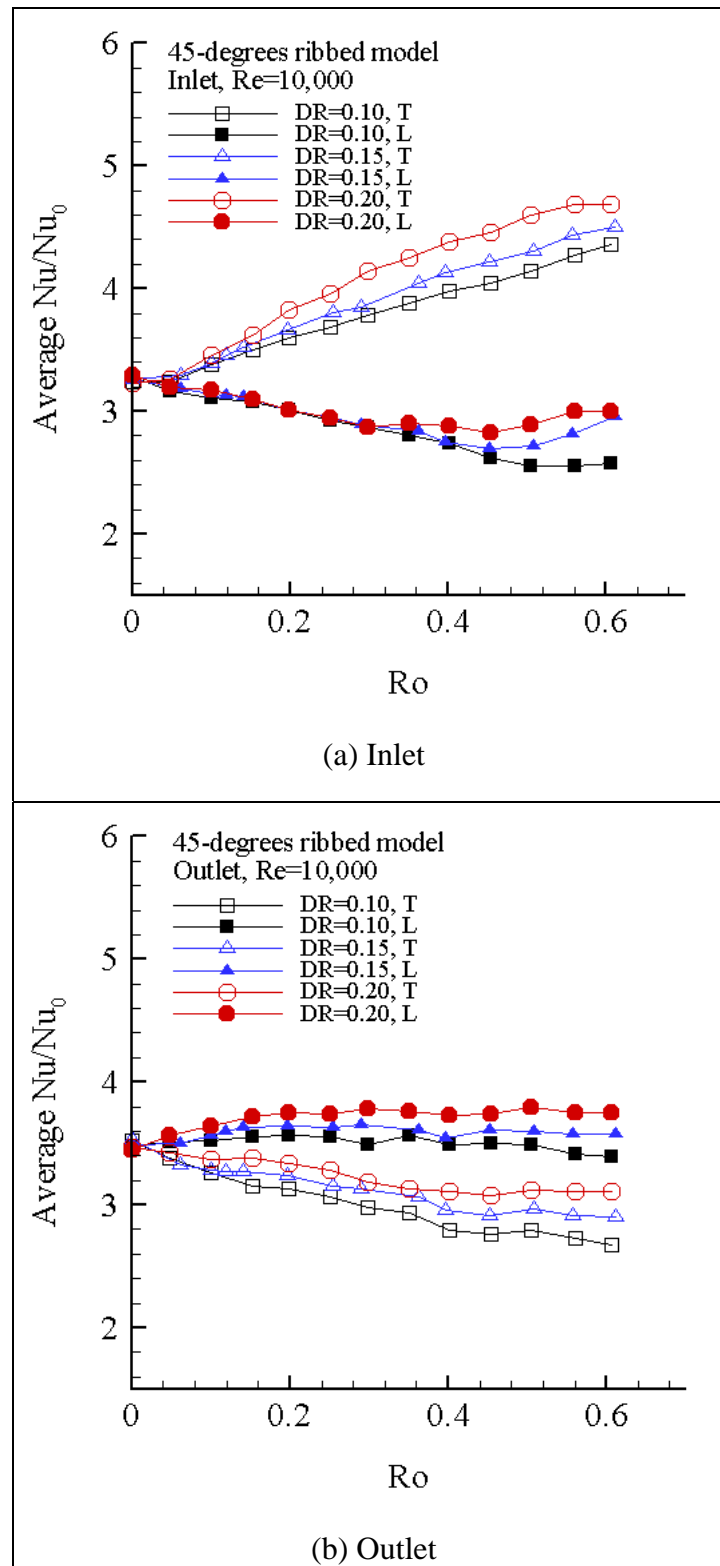 45-degrees ribbed model
Inlet, Re=10,000
DR=0.10, T
DR=0.10, L
DR=0.15, T
DR=0.15, L
DR=0.20, T
DR=0.20, L
Average Nu/Nu₀
6
5
4
3
2
0 0.2 0.4 0.6
Ro
(a) Inlet
45-degrees ribbed model
Outlet, Re=10,000
DR=0.10, T
DR=0.10, L
DR=0.15, T
DR=0.15, L
DR=0.20, T
DR=0.20, L
Average Nu/Nu₀
6
5
4
3
2
0 0.2 0.4 0.6
Ro
(b) Outlet